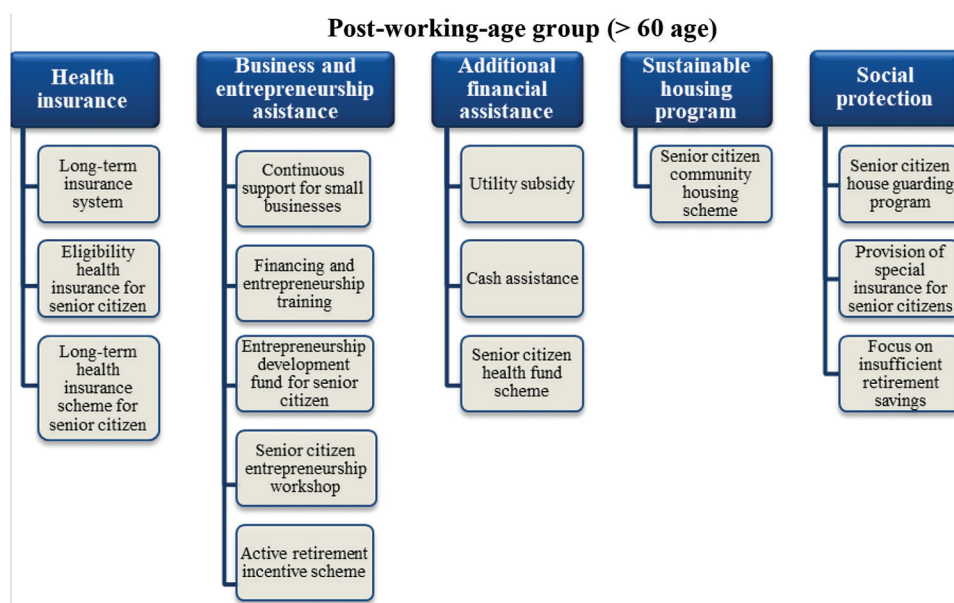 Post-working-age group (> 60 age)
Health
insurance
Long-term
insurance
system
Eligibility
health
insurance for
senior citizen
Long-term
health
insurance
scheme for
senior citizen
Business and
entrepreneurship
asistance
Continuous
support for small
businesses
Financing and
entrepreneurship
training
Entrepreneurship
development
fund for senior
citizen
Senior citizen
entrepreneurship
workshop
Active retirement
incentive scheme
Additional
financial
assistance
Utility subsidy
Cash assistance
Senior citizen
health fund
scheme
Sustainable
housing
program
Senior citizen
community
housing
scheme
Social
protection
Senior citizen
house guarding
program
Provision of
special
insurance for
senior citizens
Focus on
insufficient
retirement
savings